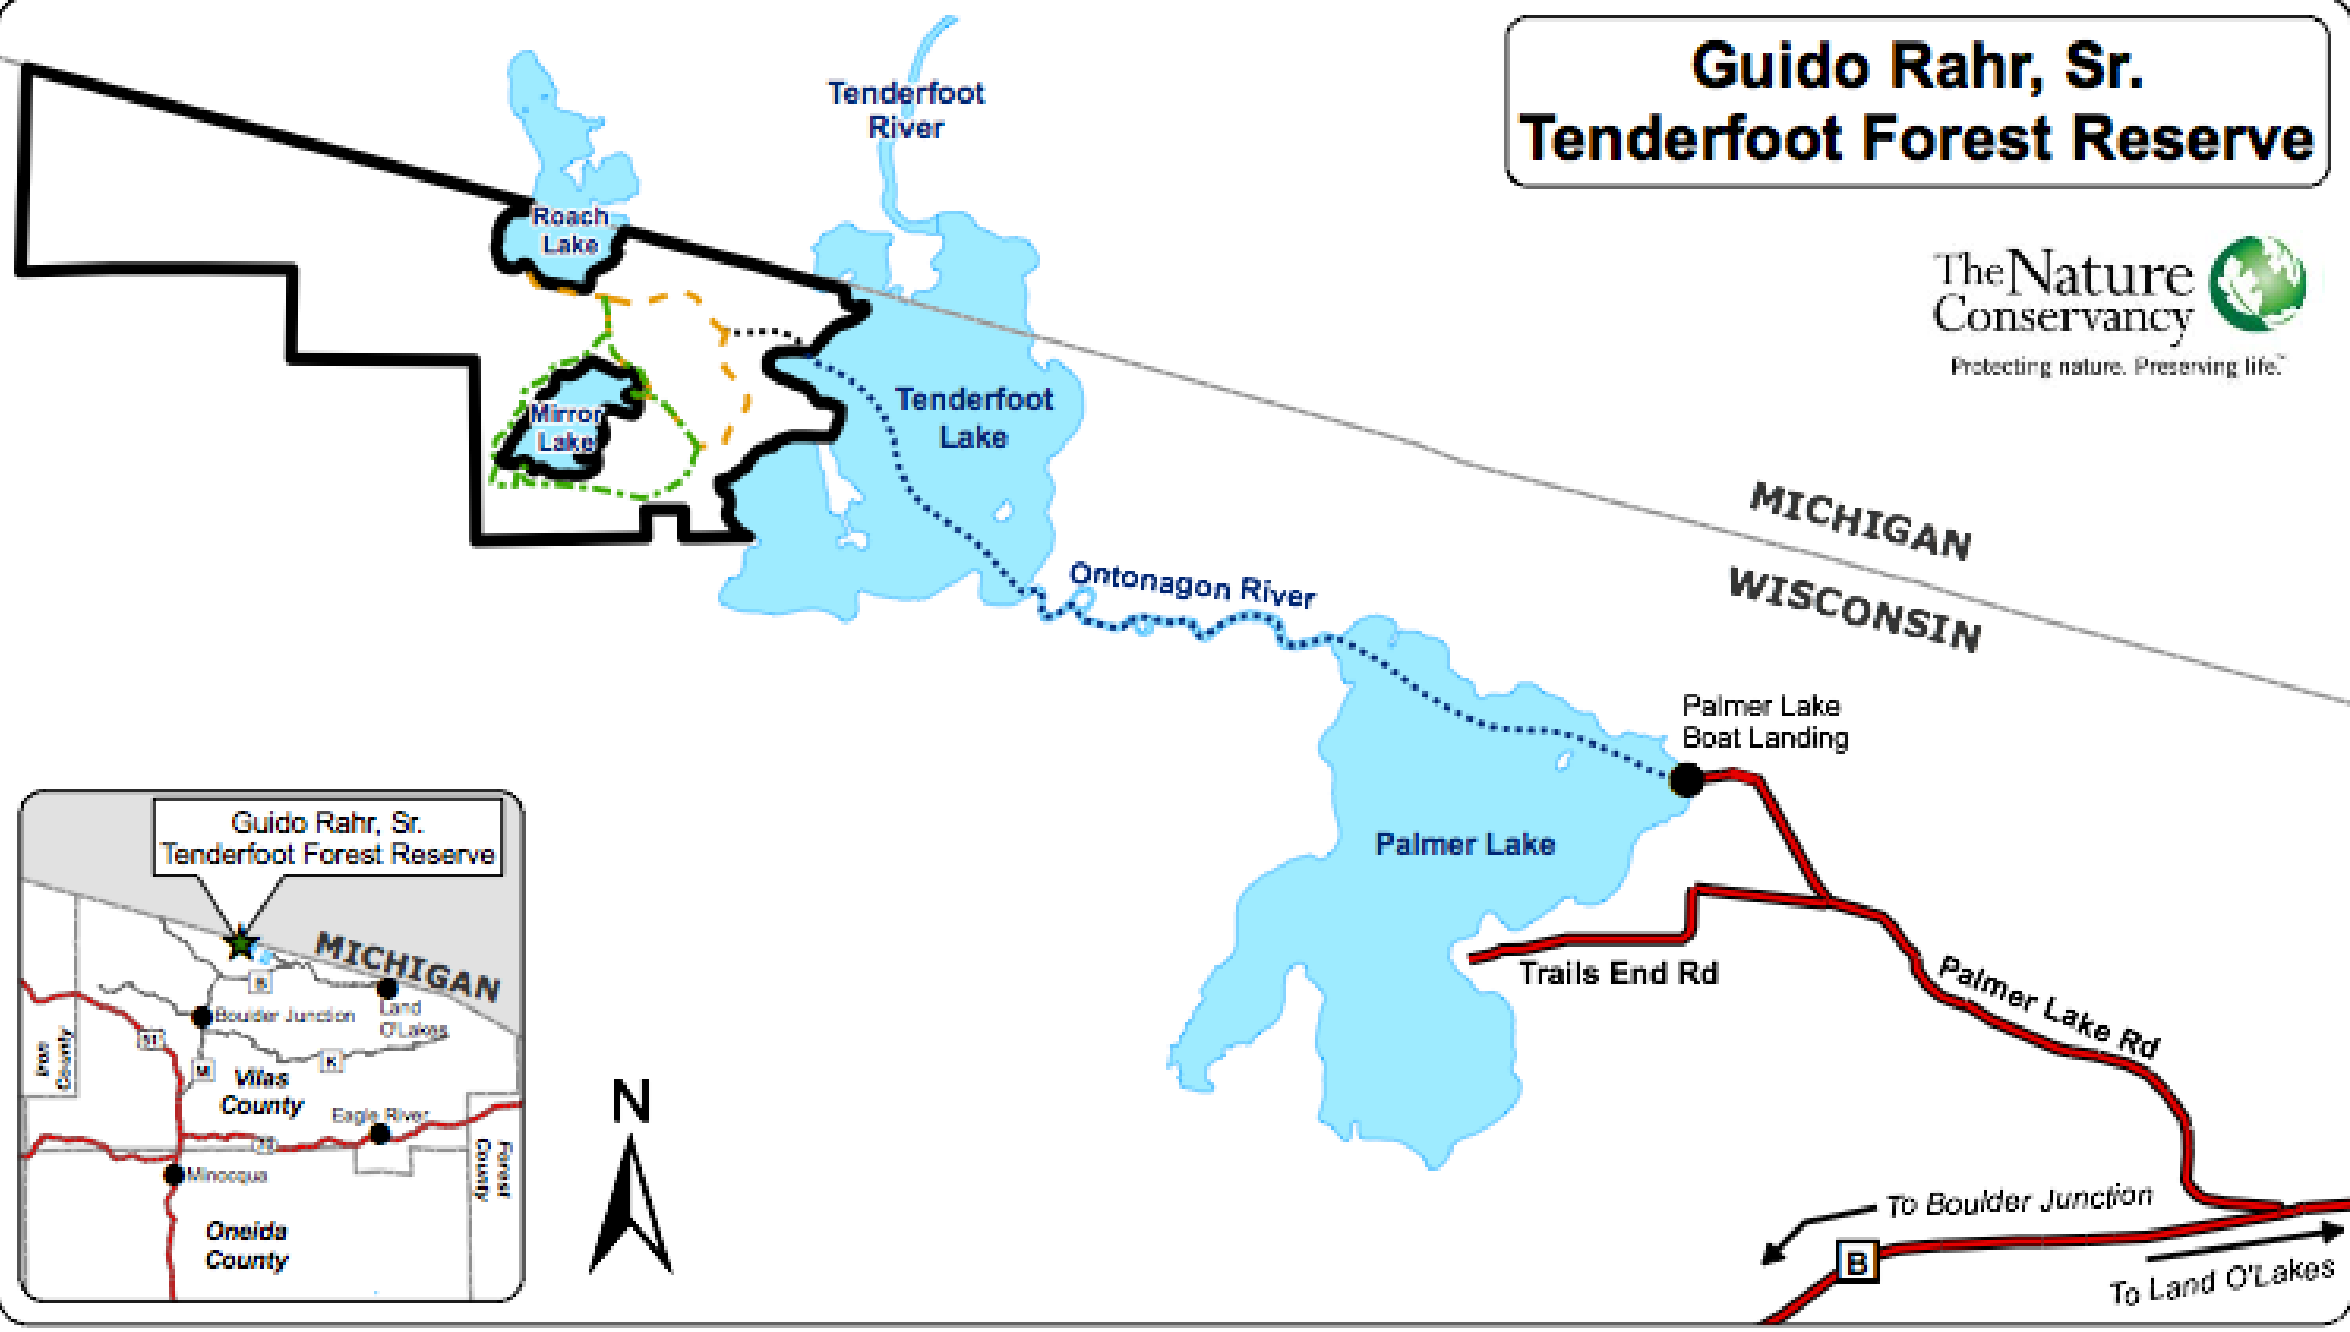 Guido Rahr, Sr.
Tenderfoot Forest Reserve
The Nature
Conservancy
Protecting nature. Preserving life.™
Tenderfoot
River
Roach
Lake
Tenderfoot
Lake
Mirror
Lake
MICHIGAN
WISCONSIN
Ontonagon River
Palmer Lake
Boat Landing
Palmer Lake
Trails End Rd
Palmer Lake Rd
To Boulder Junction
B
To Land O'Lakes
N
Guido Rahr, Sr.
Tenderfoot Forest Reserve
MICHIGAN
B
Land
O'Lakes
Boulder Junction
51
Iron
County
M
K
Vilas
County
Eagle River
Forest
County
Minocqua
Oneida
County